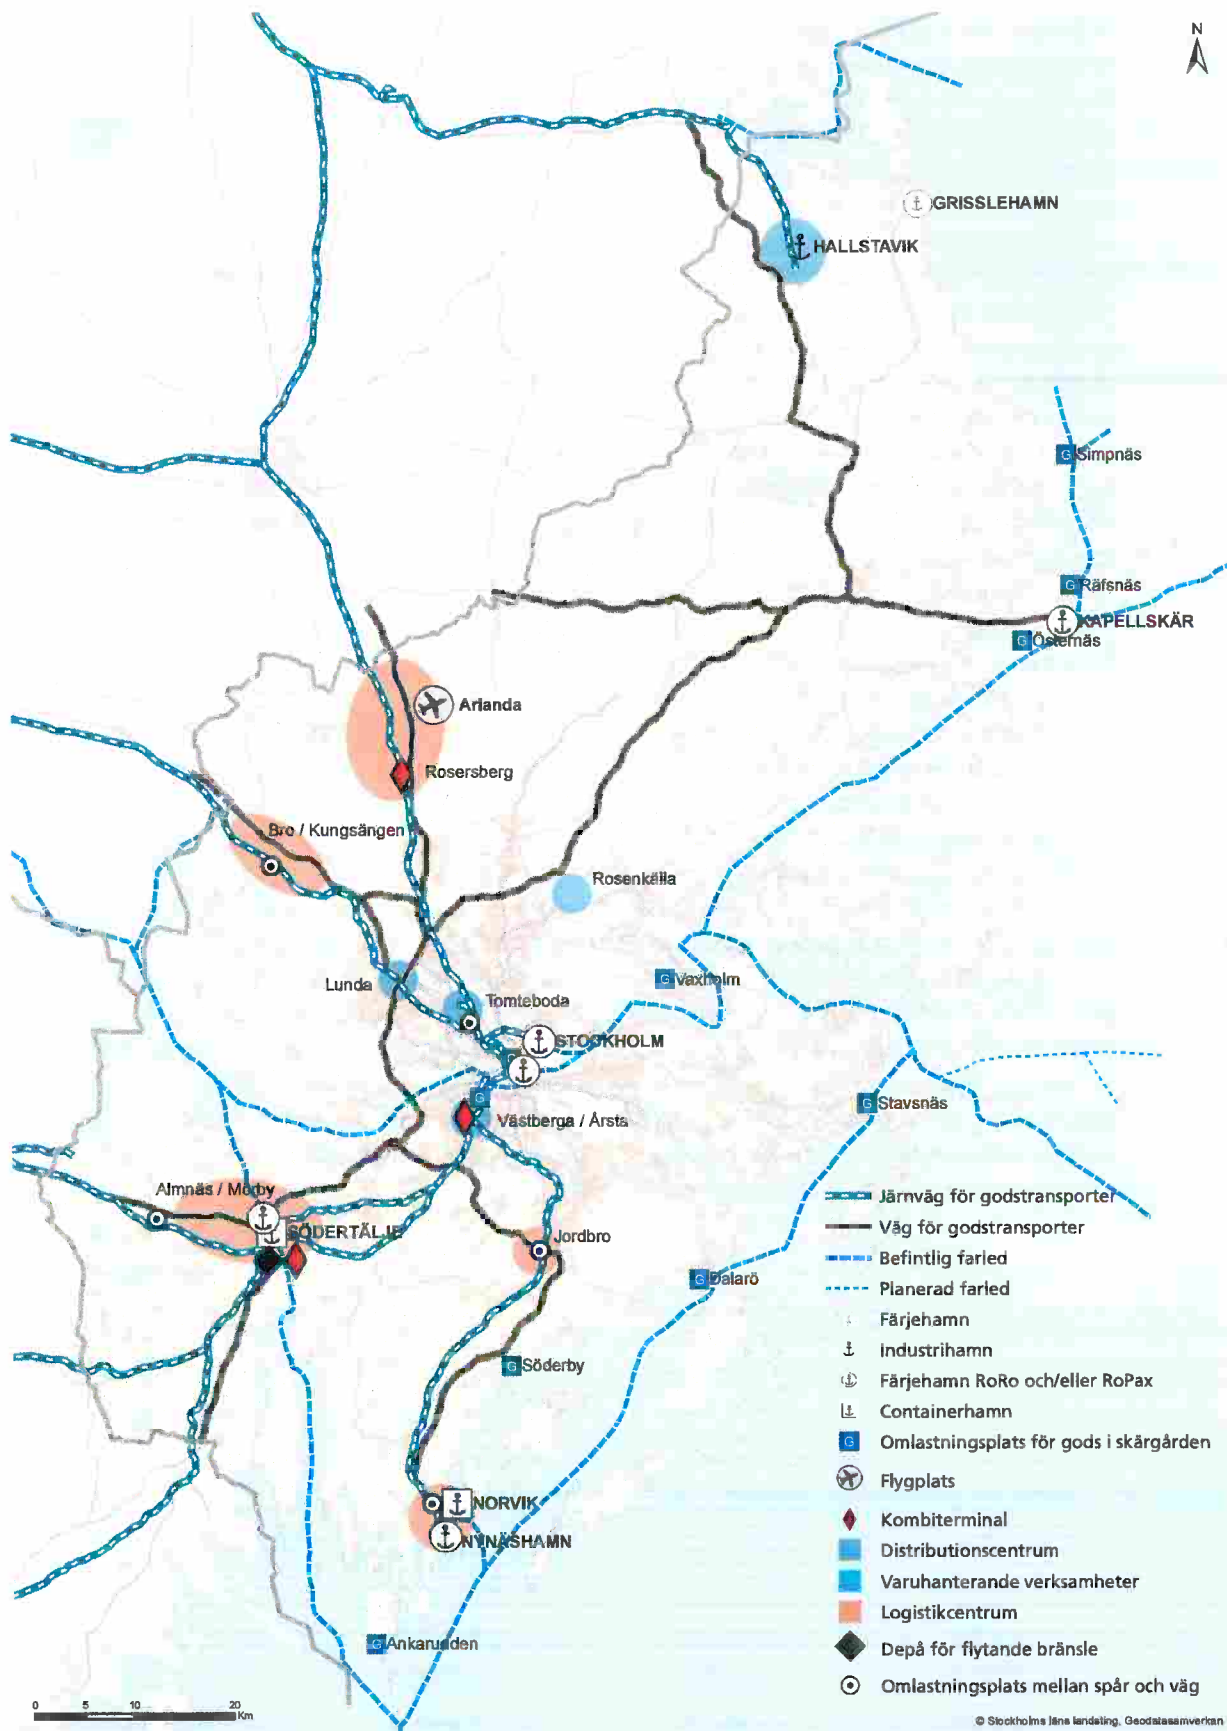 N
GRISSLEHAMN
HALLSTAVIK
Simpnäs
Räfsnäs
KAPELLSKÄR
Östernäs
Arlanda
Rosersberg
Bro / Kungsängen
Rosenkälla
Lunda
Vaxholm
Tomteboda
STOCKHOLM
Stavsnäs
G
Västberga / Årsta
Almnäs / Mörby
SÖDERTÄLJE
Jordbro
Dalarö
Söderby
NORVIK
NYNÄSHAMN
Ankarudden
Järnväg för godstransporter
Väg för godstransporter
Befintlig farled
Planerad farled
Färjehamn
Industrihamn
Färjehamn RoRo och/eller RoPax
Containerhamn
G Omlastningsplats för gods i skärgården
Flygplats
Kombiterminal
Distributionscentrum
Varuhanterande verksamheter
Logistikcentrum
Depå för flytande bränsle
Omlastningsplats mellan spår och väg
0 5 10 20
Km
© Stockholms läns landsting, Geodatasamverkan